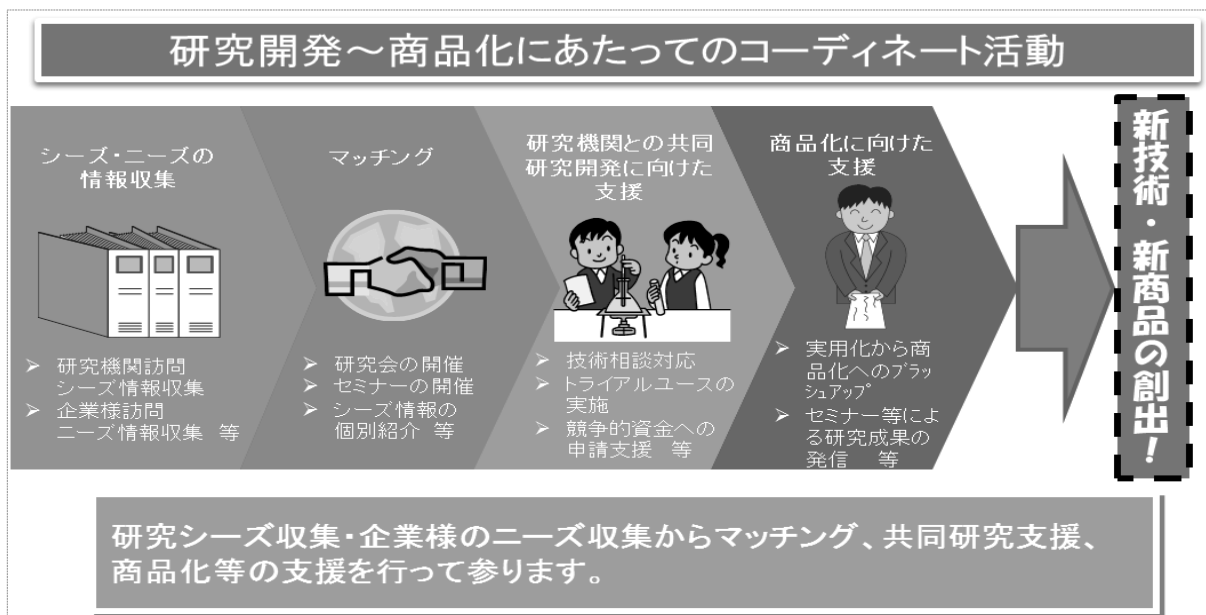 研究開発～商品化にあたってのコーディネート活動
シーズ・ニーズの
情報収集
➢ 研究機関訪問
シーズ情報収集
➢ 企業様訪問
ニーズ情報収集 等
マッチング
➢ 研究会の開催
➢ セミナーの開催
➢ シーズ情報の
個別紹介 等
研究機関との共同
研究開発に向けた
支援
➢ 技術相談対応
➢ トライアルユースの
実施
➢ 競争的資金への
申請支援 等
商品化に向けた
支援
➢ 実用化から商
品化へのﾌﾞﾗｯ
ｼｭｱｯﾌﾟ
➢ セミナー等によ
る研究成果の
発信 等
新技術・新商品の創出！
研究シーズ収集・企業様のニーズ収集からマッチング、共同研究支援、
商品化等の支援を行って参ります。